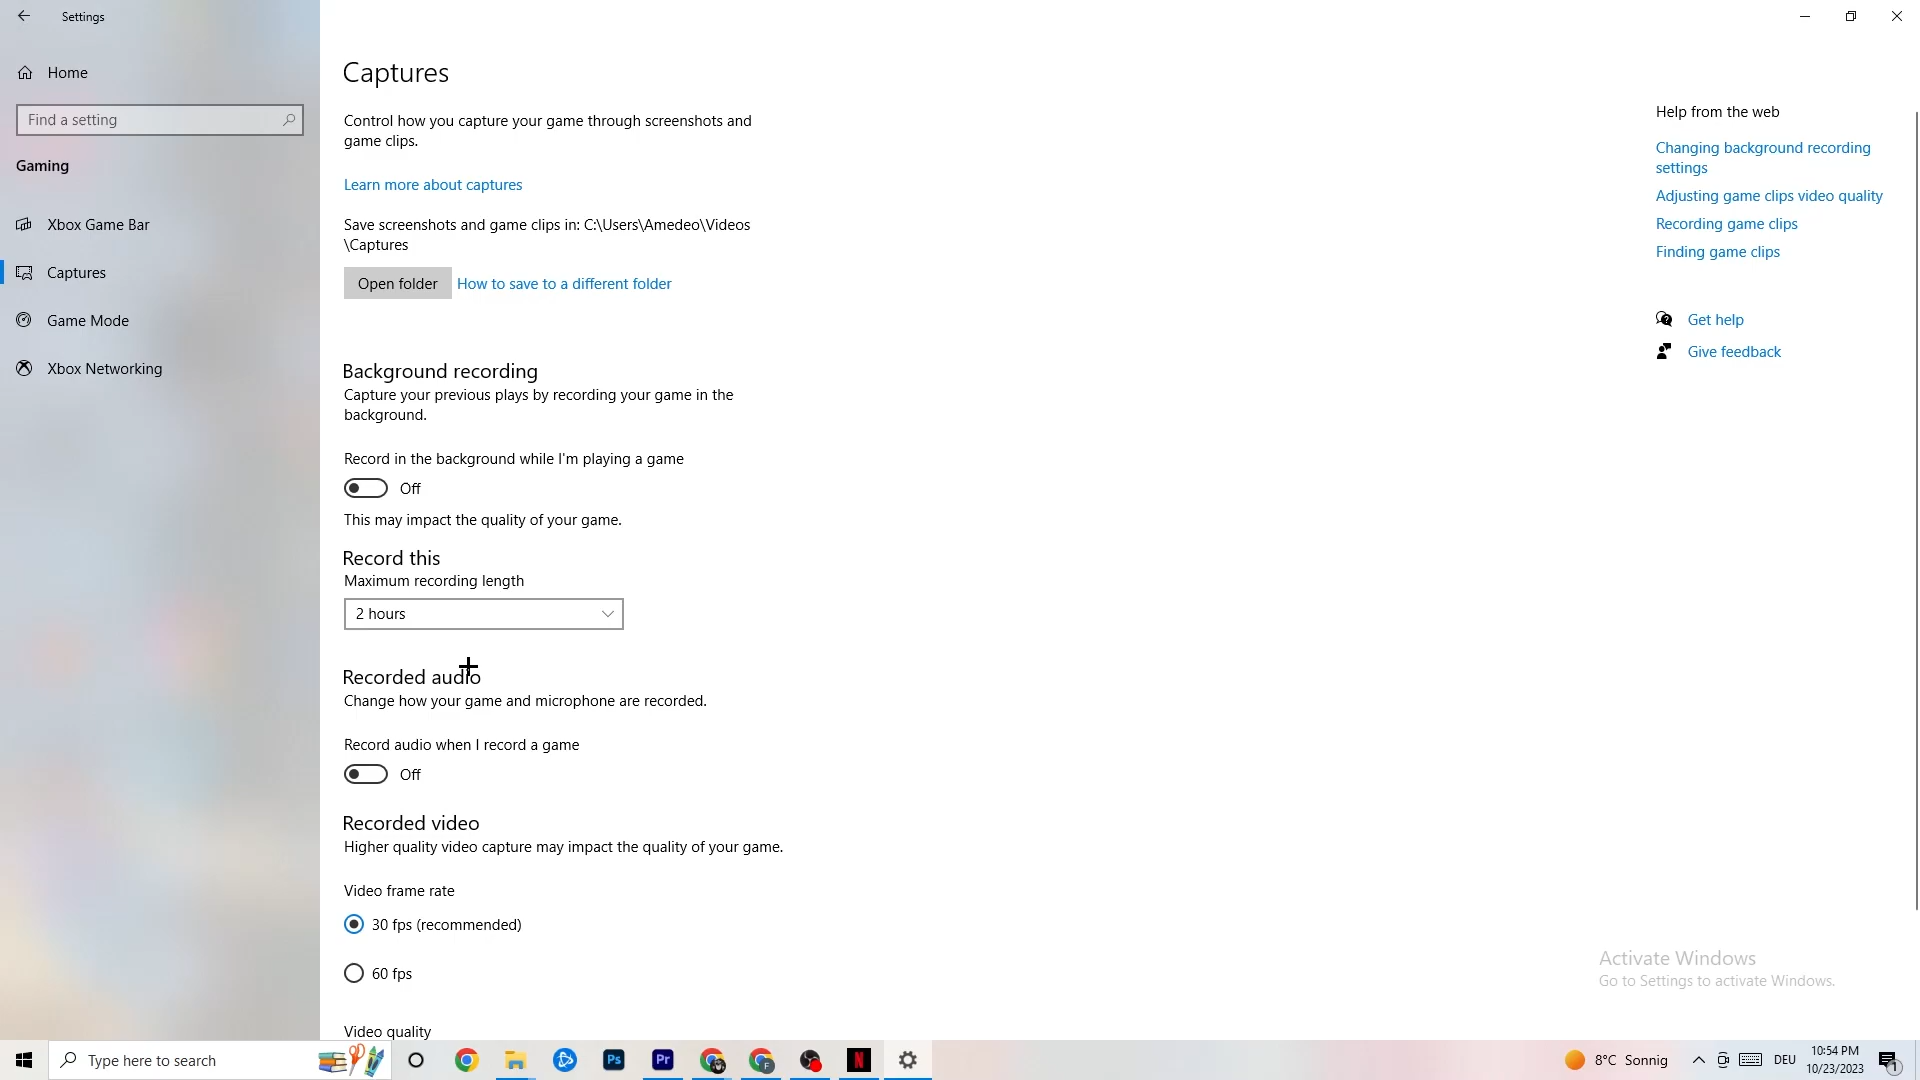 Settings
Home
Find a setting
Gaming
Xbox Game Bar
Captures
Game Mode
Xbox Networking
Captures
Control how you capture your game through screenshots and
game clips.
Learn more about captures
Save screenshots and game clips in: C:\Users\Amedeo\Videos
\Captures
Open folder
How to save to a different folder
Background recording
Capture your previous plays by recording your game in the
background.
Record in the background while I'm playing a game
Off
This may impact the quality of your game.
Record this
Maximum recording length
2 hours
Recorded audio
Change how your game and microphone are recorded.
Record audio when I record a game
Off
Recorded video
Higher quality video capture may impact the quality of your game.
Video frame rate
30 fps (recommended)
60 fps
Video quality
Help from the web
Changing background recording
settings
Adjusting game clips video quality
Recording game clips
Finding game clips
Get help
Give feedback
Activate Windows
Go to Settings to activate Windows.
Type here to search
Ps
Pr
F
N
8°C Sonnig
DEU
10:54 PM
10/23/2023
1